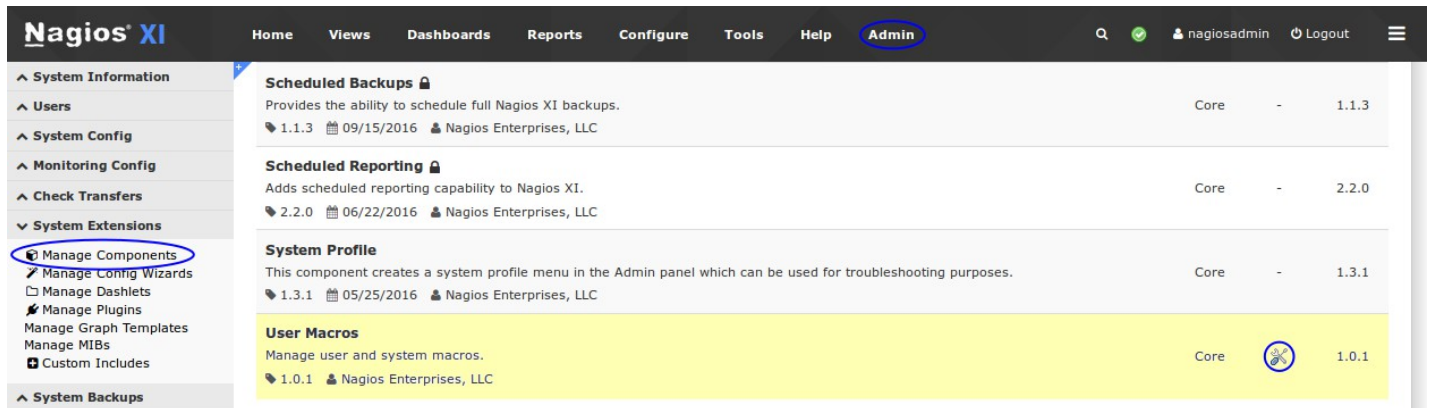 Nagios® XI
Home Views Dashboards Reports Configure Tools Help Admin nagiosadmin Logout
System Information
Users
System Config
Monitoring Config
Check Transfers
System Extensions
Manage Components
Manage Config Wizards
Manage Dashlets
Manage Plugins
Manage Graph Templates
Manage MIBs
Custom Includes
System Backups
Scheduled Backups
Provides the ability to schedule full Nagios XI backups. Core - 1.1.3
1.1.3 09/15/2016 Nagios Enterprises, LLC
Scheduled Reporting
Adds scheduled reporting capability to Nagios XI. Core - 2.2.0
2.2.0 06/22/2016 Nagios Enterprises, LLC
System Profile
This component creates a system profile menu in the Admin panel which can be used for troubleshooting purposes. Core - 1.3.1
1.3.1 05/25/2016 Nagios Enterprises, LLC
User Macros
Manage user and system macros. Core 1.0.1
1.0.1 Nagios Enterprises, LLC